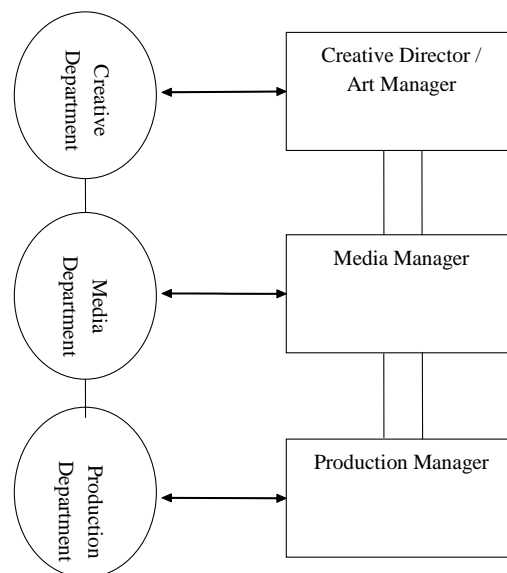 Creative
Department
Creative Director /
Art Manager
Media
Department
Media Manager
Production
Department
Production Manager